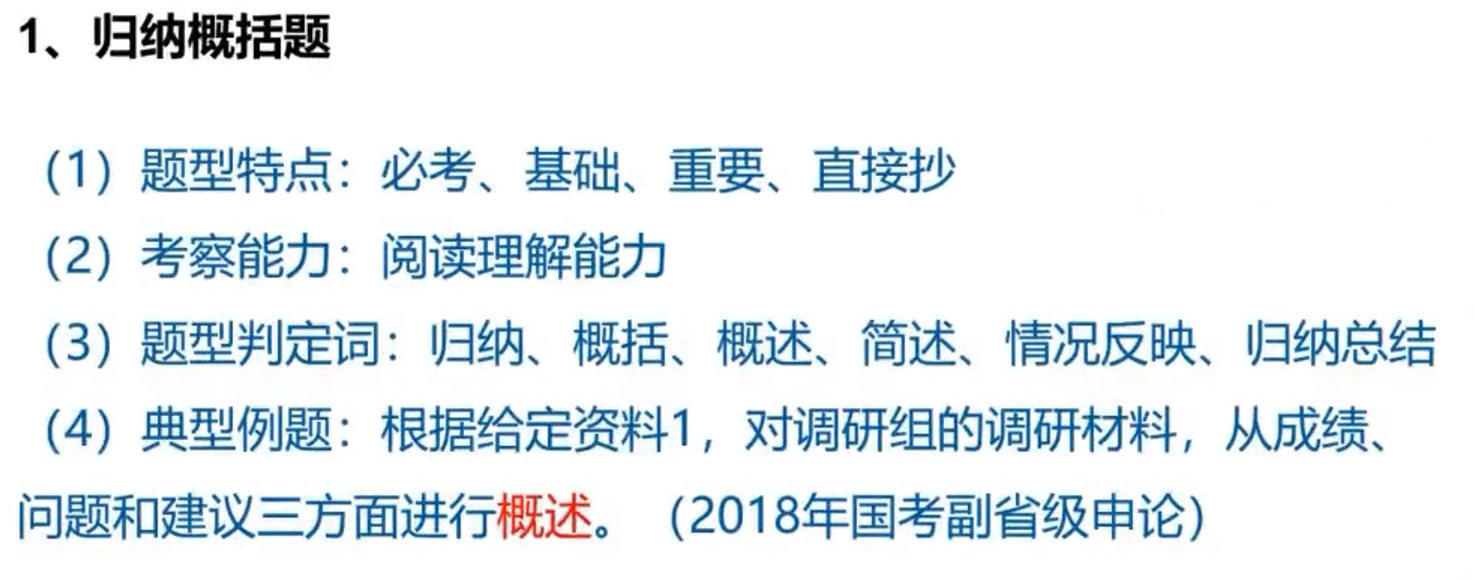 1、归纳概括题
（1）题型特点：必考、基础、重要、直接抄
（2）考察能力：阅读理解能力
（3）题型判定词：归纳、概括、概述、简述、情况反映、归纳总结
（4）典型例题：根据给定资料1，对调研组的调研材料，从成绩、
问题和建议三方面进行概述。（2018年国考副省级申论）